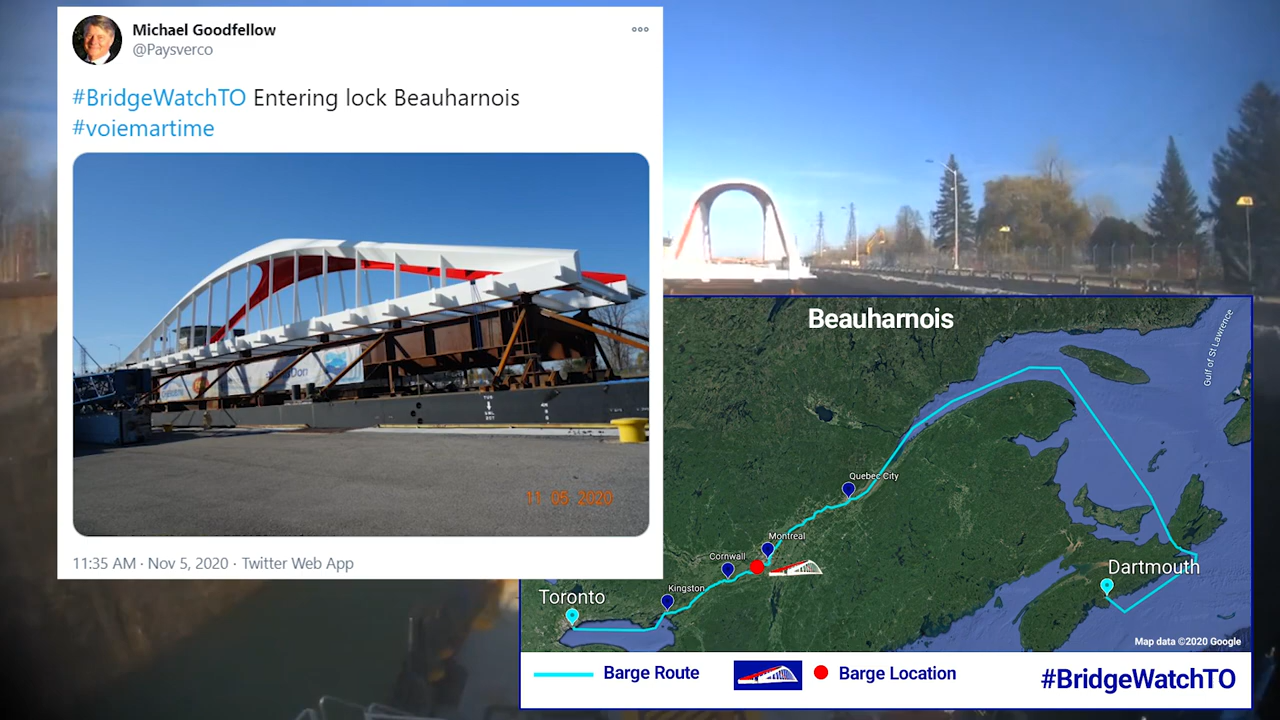 Michael Goodfellow
@Paysverco
#BridgeWatchTO Entering lock Beauharnois
#voiemartime
11 05 2020
11:35 AM · Nov 5, 2020 · Twitter Web App
Beauharnois
Gulf of St Lawrence
Quebec City
Montreal
Cornwall
Kingston
Toronto
Dartmouth
Map data ©2020 Google
Barge Route
Barge Location
#BridgeWatchTO